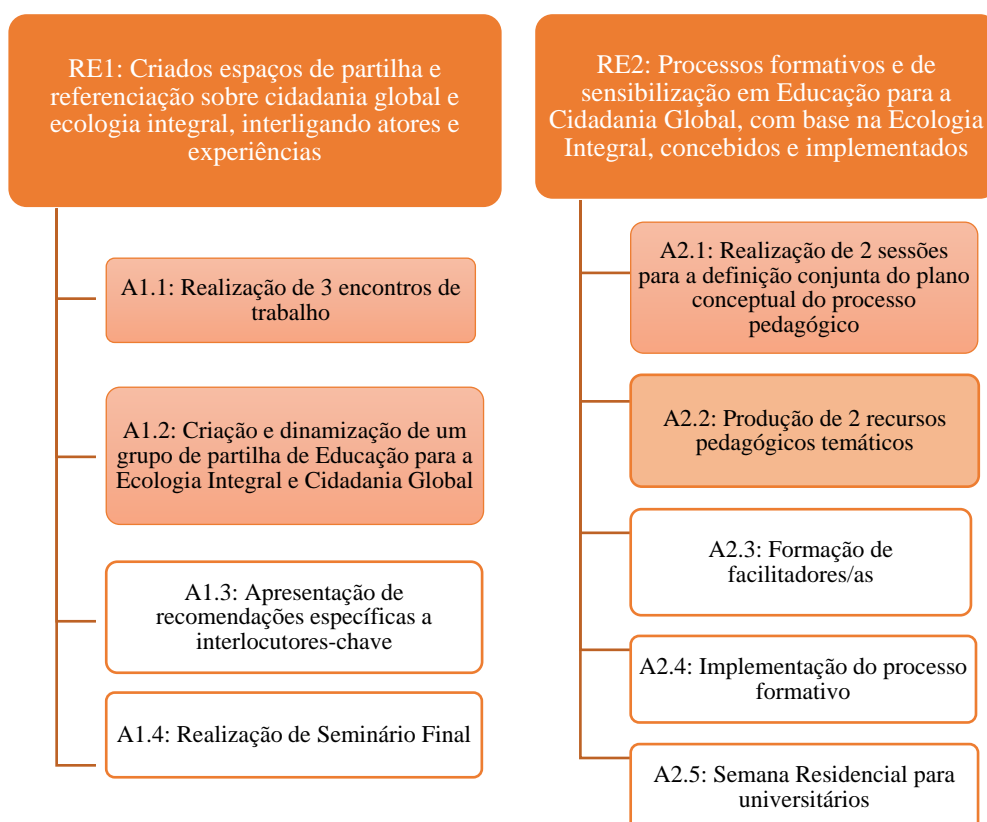 RE1: Criados espaços de partilha e
referenciação sobre cidadania global e
ecologia integral, interligando atores e
experiências
A1.1: Realização de 3 encontros de
trabalho
A1.2: Criação e dinamização de um
grupo de partilha de Educação para a
Ecologia Integral e Cidadania Global
A1.3: Apresentação de
recomendações específicas a
interlocutores-chave
A1.4: Realização de Seminário Final
RE2: Processos formativos e de
sensibilização em Educação para a
Cidadania Global, com base na Ecologia
Integral, concebidos e implementados
A2.1: Realização de 2 sessões
para a definição conjunta do plano
conceptual do processo
pedagógico
A2.2: Produção de 2 recursos
pedagógicos temáticos
A2.3: Formação de
facilitadores/as
A2.4: Implementação do processo
formativo
A2.5: Semana Residencial para
universitários